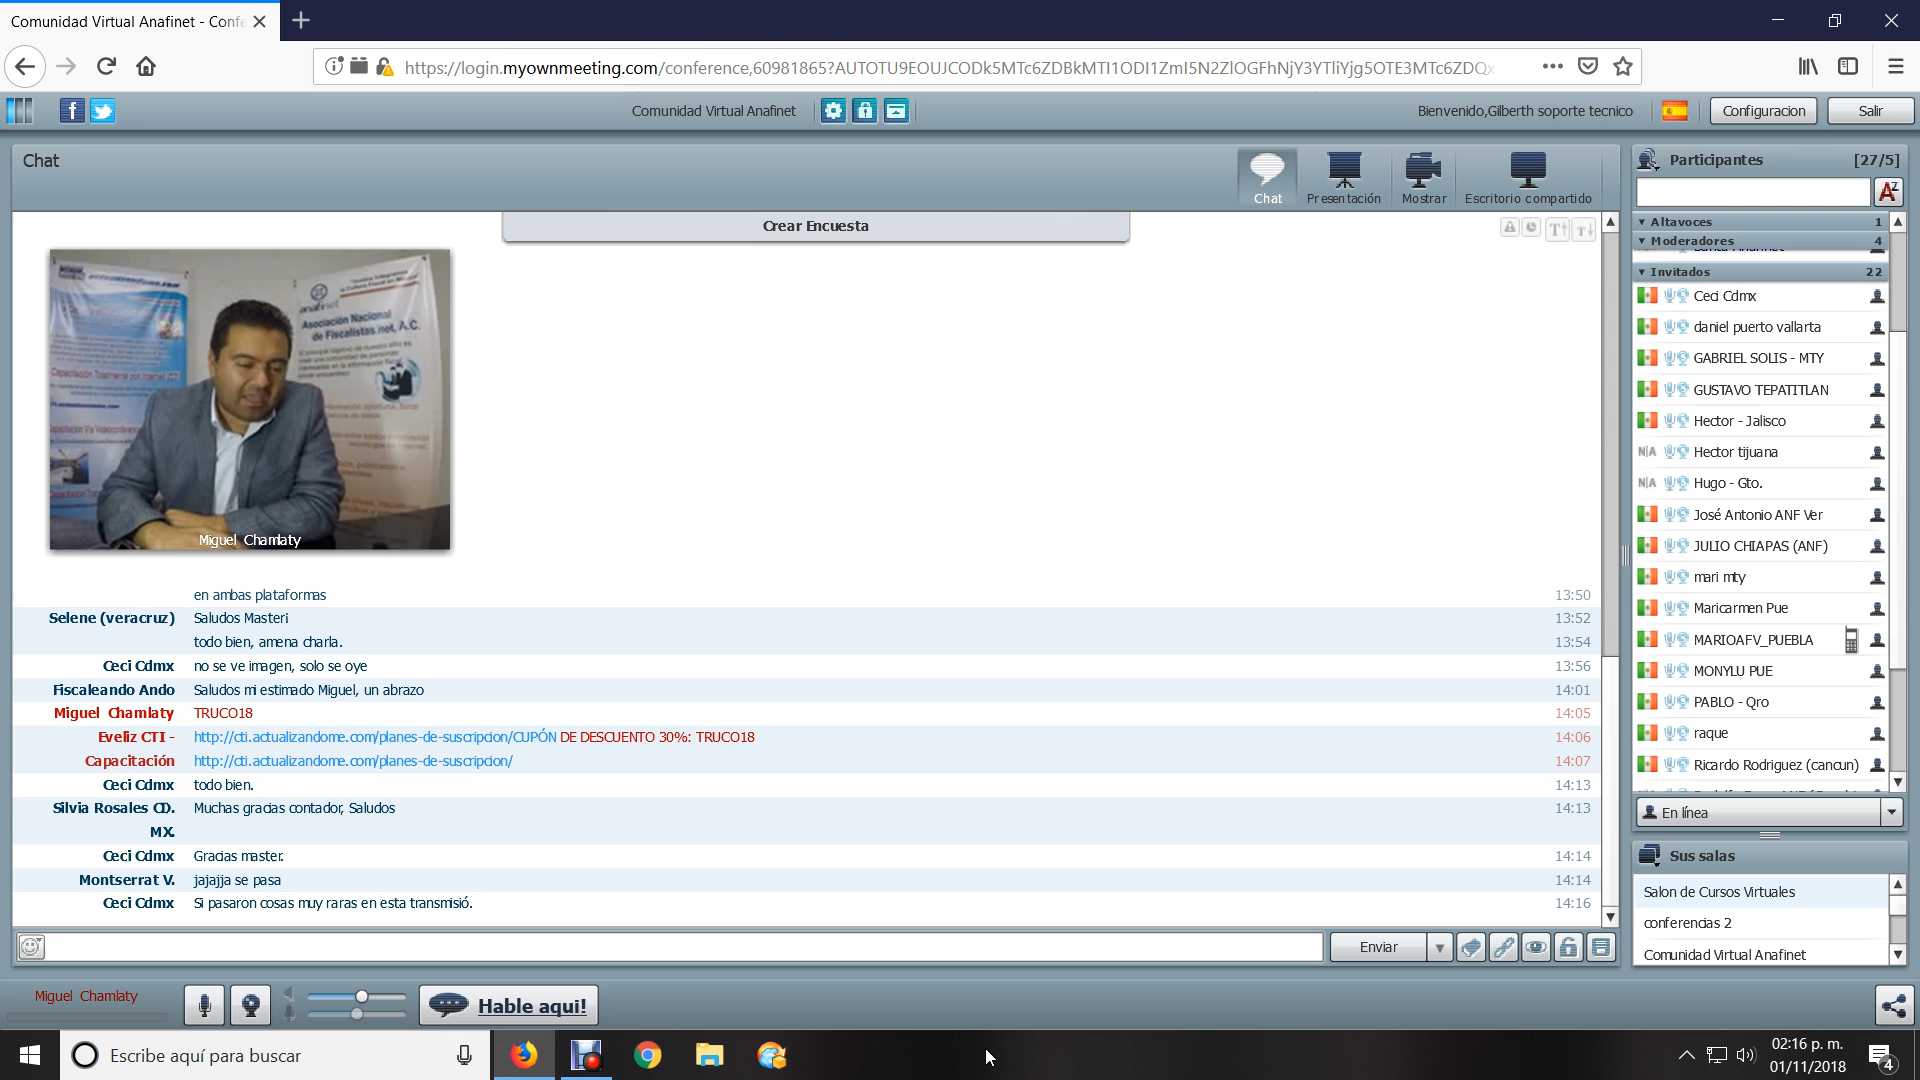 Comunidad Virtual Anafinet - Confe
https://login.myownmeeting.com/conference,60981865?AUTOTU9EOUJCODk5MTc6ZDBkMTI1ODI1ZmI5N2ZlOGFhNjY3YTliYjg5OTE3MTc6ZDQx
Comunidad Virtual Anafinet
Bienvenido,Gilberth soporte tecnico
Configuracion
Salir
Chat
Chat
Presentación
Mostrar
Escritorio compartido
Crear Encuesta
anafinet
Asociación Nacional
de Fiscalistas.net, A.C.
Miguel Chamlaty
en ambas plataformas 13:50
Selene (veracruz) Saludos Masteri 13:52
todo bien, amena charla. 13:54
Ceci Cdmx no se ve imagen, solo se oye 13:56
Fiscaleando Ando Saludos mi estimado Miguel, un abrazo 14:01
Miguel Chamlaty TRUCO18 14:05
Eveliz CTI - http://cti.actualizandome.com/planes-de-suscripcion/CUPÓN DE DESCUENTO 30%: TRUCO18 14:06
Capacitación http://cti.actualizandome.com/planes-de-suscripcion/ 14:07
Ceci Cdmx todo bien. 14:13
Silvia Rosales CD. Muchas gracias contador, Saludos 14:13
MX.
Ceci Cdmx Gracias master. 14:14
Montserrat V. jajajja se pasa 14:14
Ceci Cdmx Si pasaron cosas muy raras en esta transmisió. 14:16
Enviar
Participantes [27/5]
Altavoces 1
Moderadores 4
Invitados 22
Ceci Cdmx
daniel puerto vallarta
GABRIEL SOLIS - MTY
GUSTAVO TEPATITLAN
Hector - Jalisco
N|A Hector tijuana
N|A Hugo - Gto.
José Antonio ANF Ver
JULIO CHIAPAS (ANF)
mari mty
Maricarmen Pue
MARIOAFV_PUEBLA
MONYLU PUE
PABLO - Qro
raque
Ricardo Rodriguez (cancun)
En línea
Sus salas
Salon de Cursos Virtuales
conferencias 2
Comunidad Virtual Anafinet
Miguel Chamlaty
Hable aqui!
Escribe aquí para buscar
02:16 p. m.
01/11/2018
4